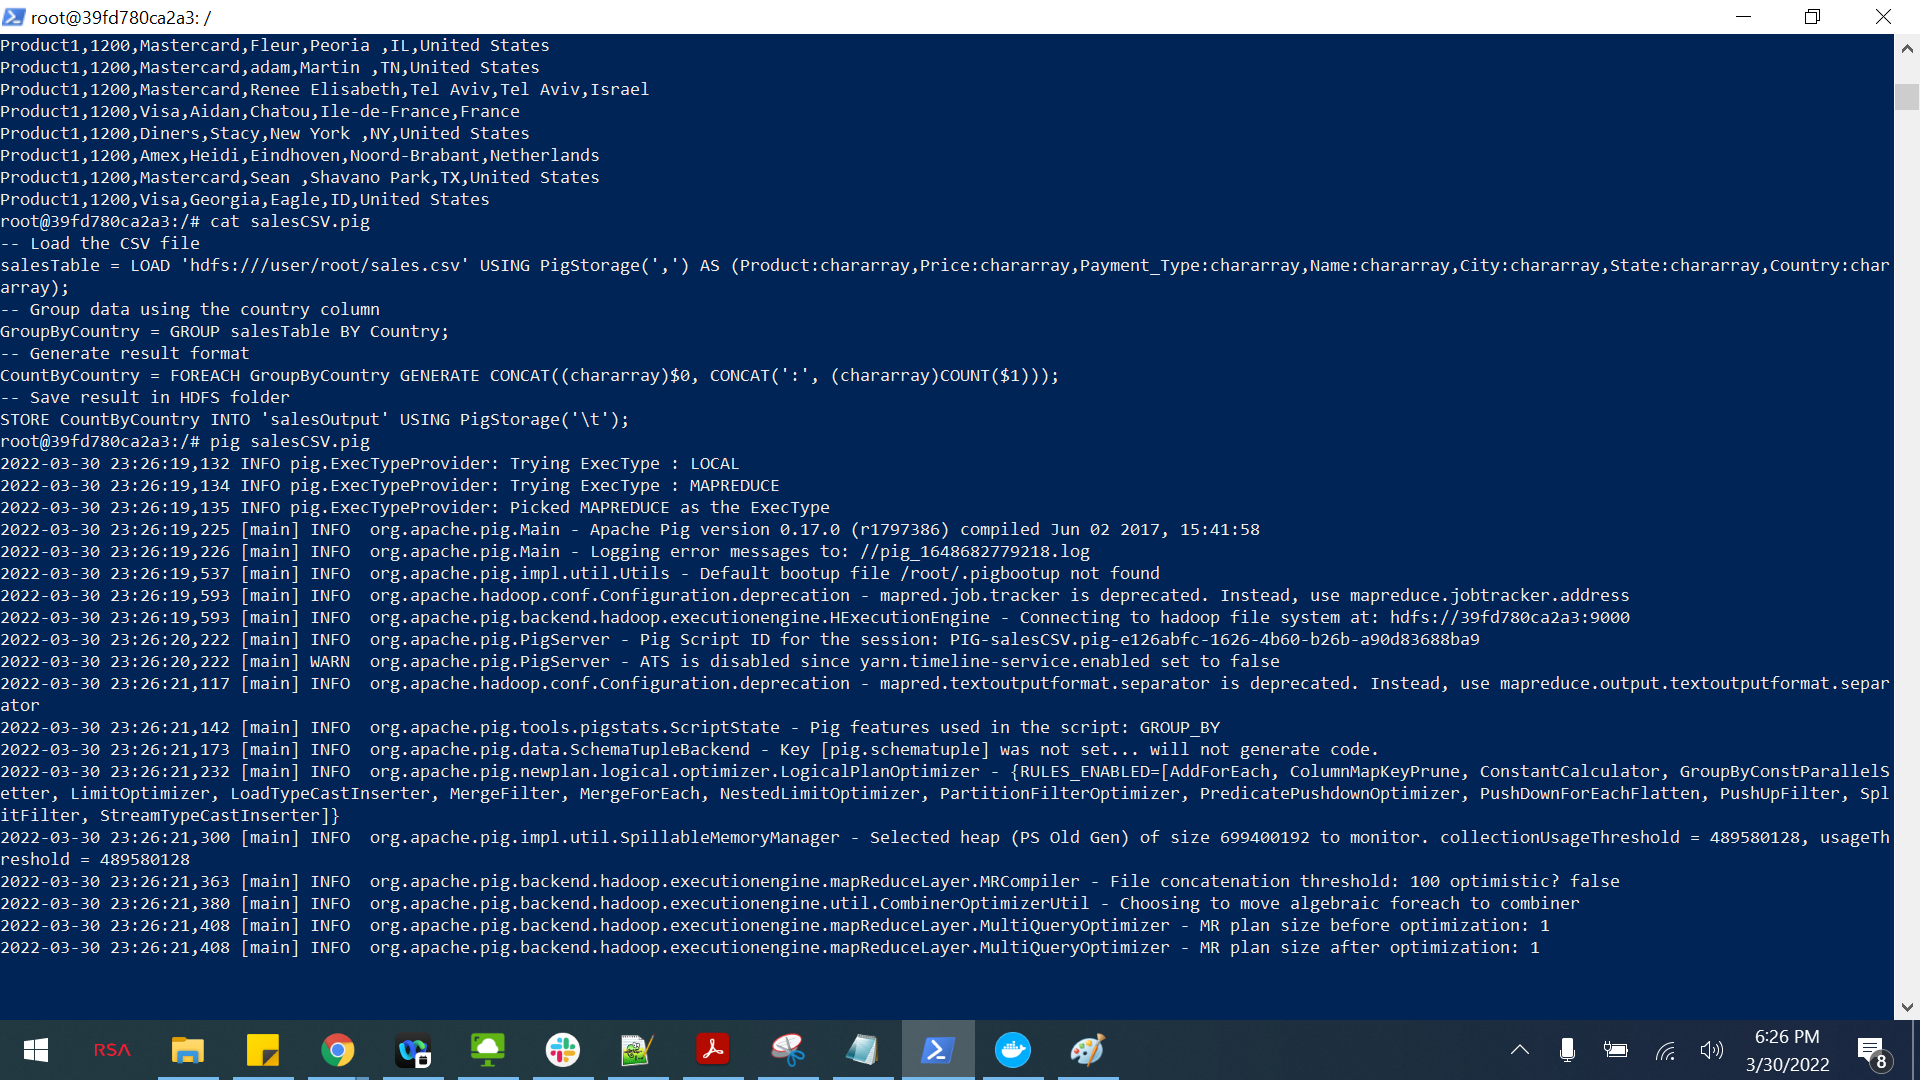 root@39fd780ca2a3: /
Product1,1200,Mastercard,Fleur,Peoria ,IL,United States
Product1,1200,Mastercard,adam,Martin ,TN,United States
Product1,1200,Mastercard,Renee Elisabeth,Tel Aviv,Tel Aviv,Israel
Product1,1200,Visa,Aidan,Chatou,Ile-de-France,France
Product1,1200,Diners,Stacy,New York ,NY,United States
Product1,1200,Amex,Heidi,Eindhoven,Noord-Brabant,Netherlands
Product1,1200,Mastercard,Sean ,Shavano Park,TX,United States
Product1,1200,Visa,Georgia,Eagle,ID,United States
root@39fd780ca2a3:/# cat salesCSV.pig
-- Load the CSV file
salesTable = LOAD 'hdfs:///user/root/sales.csv' USING PigStorage(',') AS (Product:chararray,Price:chararray,Payment_Type:chararray,Name:chararray,City:chararray,State:chararray,Country:char
array);
-- Group data using the country column
GroupByCountry = GROUP salesTable BY Country;
-- Generate result format
CountByCountry = FOREACH GroupByCountry GENERATE CONCAT((chararray)$0, CONCAT(':', (chararray)COUNT($1)));
-- Save result in HDFS folder
STORE CountByCountry INTO 'salesOutput' USING PigStorage('\t');
root@39fd780ca2a3:/# pig salesCSV.pig
2022-03-30 23:26:19,132 INFO pig.ExecTypeProvider: Trying ExecType : LOCAL
2022-03-30 23:26:19,134 INFO pig.ExecTypeProvider: Trying ExecType : MAPREDUCE
2022-03-30 23:26:19,135 INFO pig.ExecTypeProvider: Picked MAPREDUCE as the ExecType
2022-03-30 23:26:19,225 [main] INFO  org.apache.pig.Main - Apache Pig version 0.17.0 (r1797386) compiled Jun 02 2017, 15:41:58
2022-03-30 23:26:19,226 [main] INFO  org.apache.pig.Main - Logging error messages to: //pig_1648682779218.log
2022-03-30 23:26:19,537 [main] INFO  org.apache.pig.impl.util.Utils - Default bootup file /root/.pigbootup not found
2022-03-30 23:26:19,593 [main] INFO  org.apache.hadoop.conf.Configuration.deprecation - mapred.job.tracker is deprecated. Instead, use mapreduce.jobtracker.address
2022-03-30 23:26:19,593 [main] INFO  org.apache.pig.backend.hadoop.executionengine.HExecutionEngine - Connecting to hadoop file system at: hdfs://39fd780ca2a3:9000
2022-03-30 23:26:20,222 [main] INFO  org.apache.pig.PigServer - Pig Script ID for the session: PIG-salesCSV.pig-e126abfc-1626-4b60-b26b-a90d83688ba9
2022-03-30 23:26:20,222 [main] WARN  org.apache.pig.PigServer - ATS is disabled since yarn.timeline-service.enabled set to false
2022-03-30 23:26:21,117 [main] INFO  org.apache.hadoop.conf.Configuration.deprecation - mapred.textoutputformat.separator is deprecated. Instead, use mapreduce.output.textoutputformat.separ
ator
2022-03-30 23:26:21,142 [main] INFO  org.apache.pig.tools.pigstats.ScriptState - Pig features used in the script: GROUP_BY
2022-03-30 23:26:21,173 [main] INFO  org.apache.pig.data.SchemaTupleBackend - Key [pig.schematuple] was not set... will not generate code.
2022-03-30 23:26:21,232 [main] INFO  org.apache.pig.newplan.logical.optimizer.LogicalPlanOptimizer - {RULES_ENABLED=[AddForEach, ColumnMapKeyPrune, ConstantCalculator, GroupByConstParallelS
etter, LimitOptimizer, LoadTypeCastInserter, MergeFilter, MergeForEach, NestedLimitOptimizer, PartitionFilterOptimizer, PredicatePushdownOptimizer, PushDownForEachFlatten, PushUpFilter, Spl
itFilter, StreamTypeCastInserter]}
2022-03-30 23:26:21,300 [main] INFO  org.apache.pig.impl.util.SpillableMemoryManager - Selected heap (PS Old Gen) of size 699400192 to monitor. collectionUsageThreshold = 489580128, usageTh
reshold = 489580128
2022-03-30 23:26:21,363 [main] INFO  org.apache.pig.backend.hadoop.executionengine.mapReduceLayer.MRCompiler - File concatenation threshold: 100 optimistic? false
2022-03-30 23:26:21,380 [main] INFO  org.apache.pig.backend.hadoop.executionengine.util.CombinerOptimizerUtil - Choosing to move algebraic foreach to combiner
2022-03-30 23:26:21,408 [main] INFO  org.apache.pig.backend.hadoop.executionengine.mapReduceLayer.MultiQueryOptimizer - MR plan size before optimization: 1
2022-03-30 23:26:21,408 [main] INFO  org.apache.pig.backend.hadoop.executionengine.mapReduceLayer.MultiQueryOptimizer - MR plan size after optimization: 1
RSA
6:26 PM
3/30/2022
8